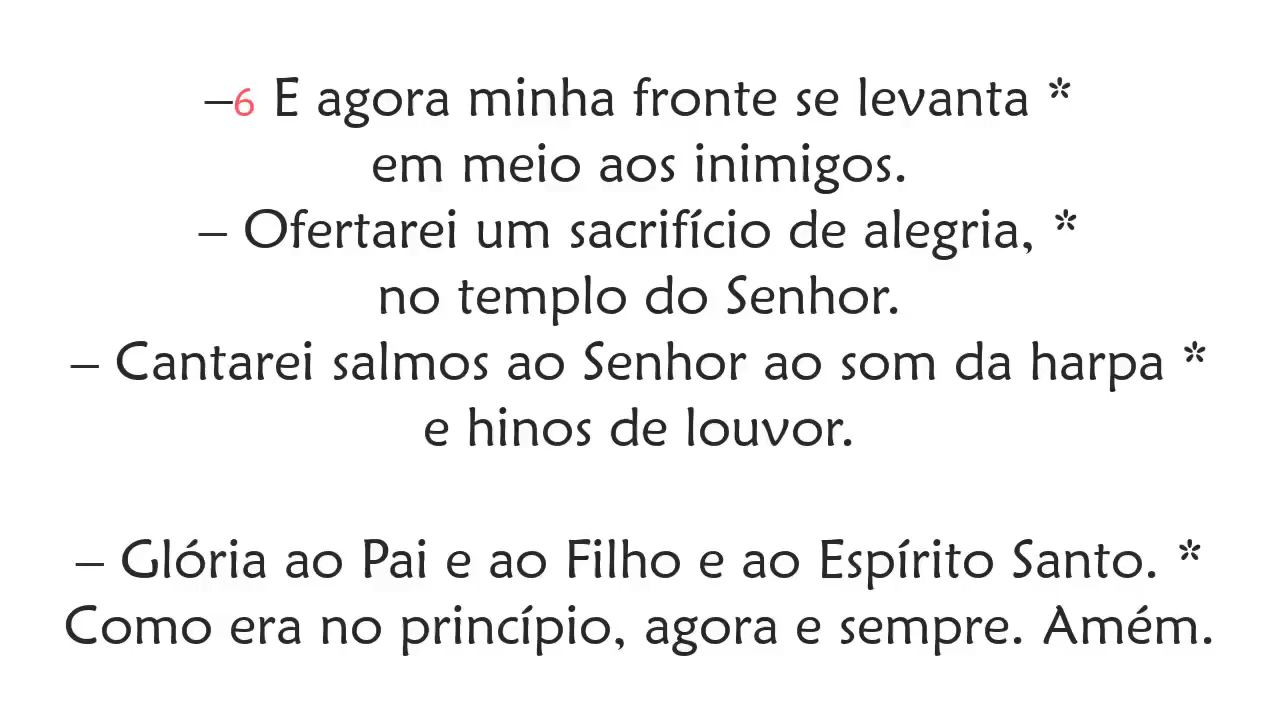 –6 E agora minha fronte se levanta *
em meio aos inimigos.
– Ofertarei um sacrifício de alegria, *
no templo do Senhor.
– Cantarei salmos ao Senhor ao som da harpa *
e hinos de louvor.
– Glória ao Pai e ao Filho e ao Espírito Santo. *
Como era no princípio, agora e sempre. Amém.